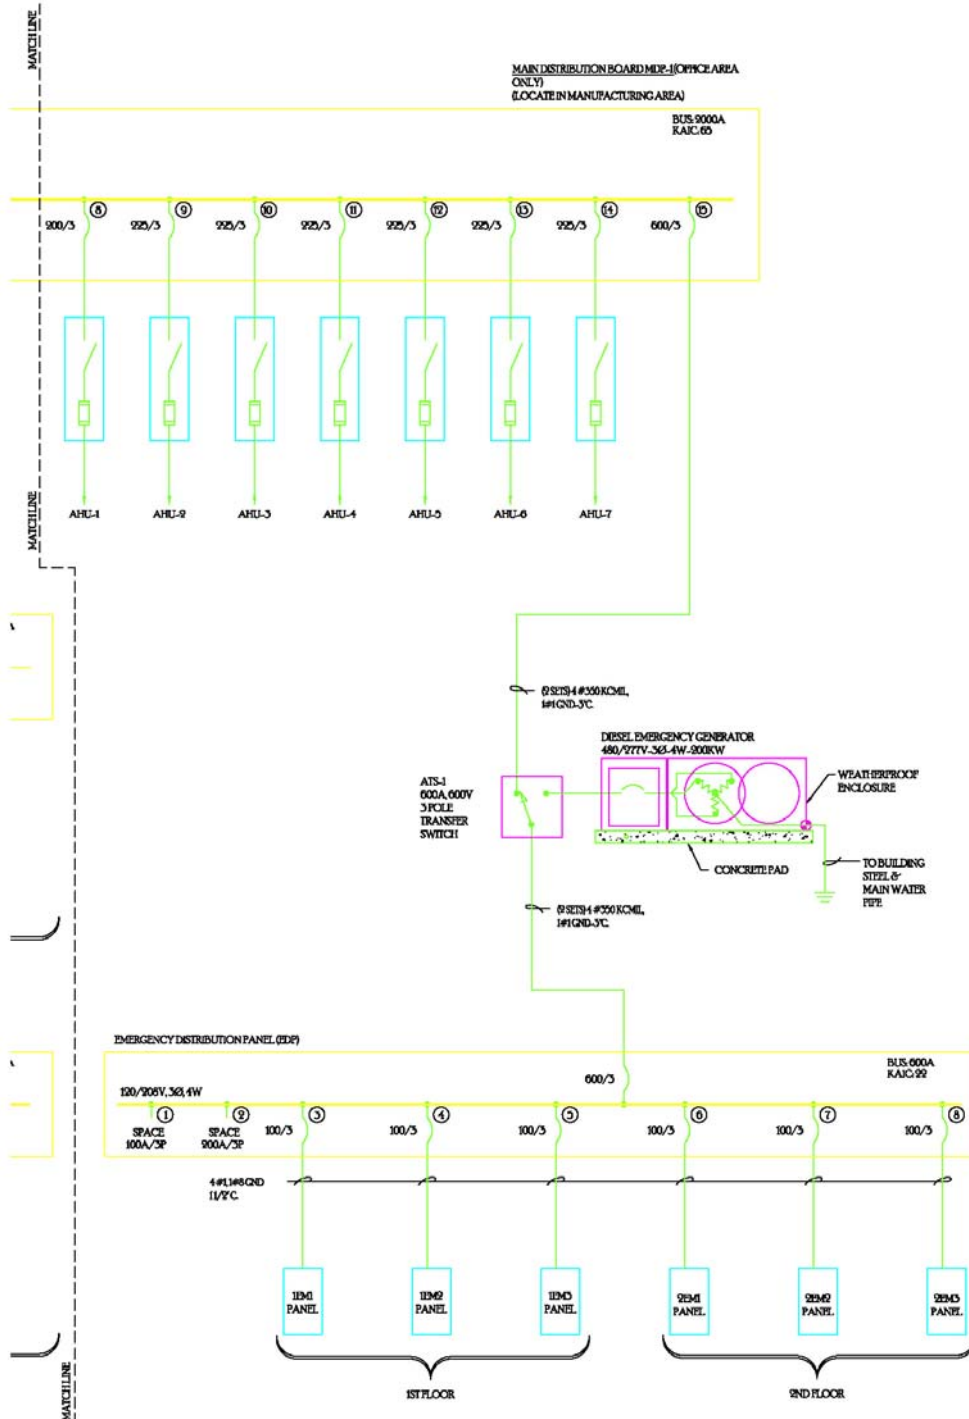 MATCH LINE
MAIN DISTRIBUTION BOARD MDP-1(OFFICE AREA
ONLY)
(LOCATE IN MANUFACTURING AREA)
BUS:2000A
KAIC:65
8 9 10 11 12 13 14 15
200/3 225/3 225/3 225/3 225/3 225/3 225/3 600/3
MATCH LINE
AHU-1 AHU-2 AHU-3 AHU-4 AHU-5 AHU-6 AHU-7
(2 SETS)-4 #350 KCMIL,
1#1 GND-3"C.
DIESEL EMERGENCY GENERATOR
480/277V-3Ø-4W-200KW
WEATHERPROOF
ENCLOSURE
ATS-1
600A, 600V
3 POLE
TRANSFER
SWITCH
CONCRETE PAD
TO BUILDING
STEEL &
MAIN WATER
PIPE
(2 SETS)-4 #350 KCMIL,
1#1 GND-3"C.
EMERGENCY DISTRIBUTION PANEL (EDP)
BUS:600A
KAIC:22
600/3
120/208V, 3Ø, 4W
1 2 3 4 5 6 7 8
SPACE
100A/3P
SPACE
200A/3P
100/3 100/3 100/3 100/3 100/3 100/3
4 #1,1#8 GND
1 1/2"C.
1EM1
PANEL
1EM2
PANEL
1EM3
PANEL
2EM1
PANEL
2EM2
PANEL
2EM3
PANEL
1ST FLOOR
2ND FLOOR
MATCH LINE